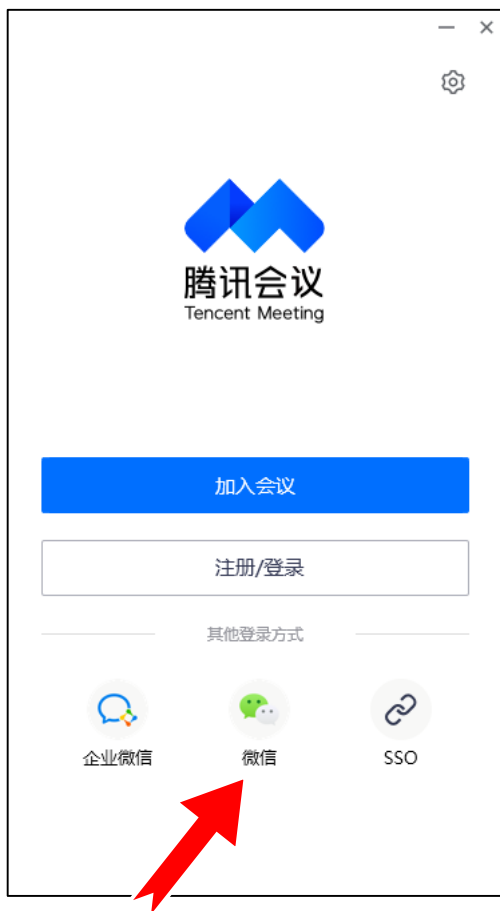 腾讯会议
Tencent Meeting
加入会议
注册/登录
其他登录方式
企业微信
微信
SSO